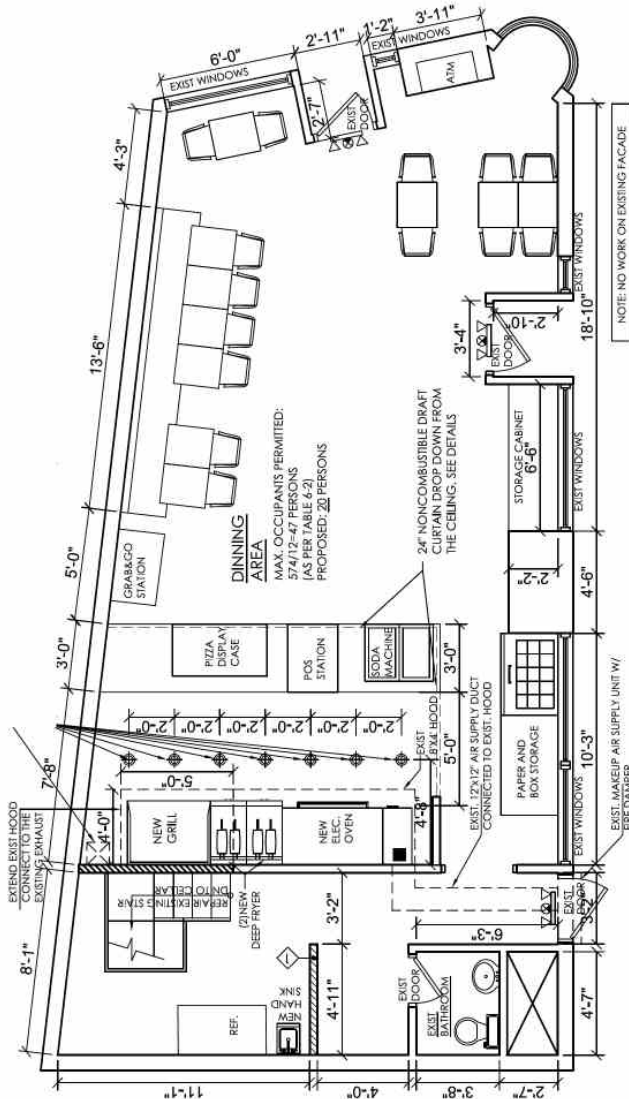 6'-0"
2'-11"
1'-2"
3'-11"
EXIST WINDOWS
EXIST WINDOWS
4'-3"
2'-7"
EXIST
DOOR
ATM
13'-6"
5'-0"
GRAB&GO
STATION
3'-0"
DINNING
AREA
MAX. OCCUPANTS PERMITTED:
574/12=47 PERSONS
(AS PER TABLE 6-2)
PROPOSED: 20 PERSONS
24" NONCOMBUSTIBLE DRAFT
CURTAIN DROP DOWN FROM
THE CEILING, SEE DETAILS
3'-4"
EXIST
DOOR
2'-10"
EXIST WINDOWS
18'-10"
NOTE: NO WORK ON EXISTING FACADE
STORAGE CABINET
6'-6"
EXIST WINDOWS
2'-2"
4'-6"
PIZZA
DISPLAY
CASE
POS
STATION
SODA
MACHINE
3'-0"
5'-0"
2'-0"
2'-0"
2'-0"
2'-0"
2'-0"
2'-0"
EXIST
8'X4' HOOD
EXIST 12"X12" AIR SUPPLY DUCT
CONNECTED TO EXIST. HOOD
PAPER AND
BOX STORAGE
10'-3"
EXIST WINDOWS
EXIST. MAKEUP AIR SUPPLY UNIT W/
FIRE DAMPER
EXTEND EXIST HOOD
CONNECT TO THE
EXISTING EXHAUST
7'-8"
4'-0"
5'-0"
4'-8"
NEW
GRILL
NEW
ELEC.
OVEN
(2)NEW
DEEP FRYER
REPAIR EXISTING STAIR
DN TO CELLAR
8'-1"
3'-2"
4'-11"
6'-3"
EXIST
DOOR
3'-2"
1
REF.
NEW
HAND
SINK
EXIST
DOOR
EXIST
BATHROOM
4'-7"
11'-1"
4'-0"
3'-8"
2'-7"